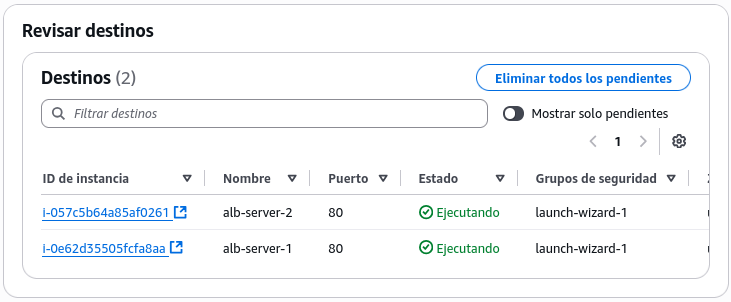 Revisar destinos
Destinos (2)
Eliminar todos los pendientes
Filtrar destinos
Mostrar solo pendientes
1
ID de instancia Nombre Puerto Estado Grupos de seguridad
i-057c5b64a85af0261 alb-server-2 80 Ejecutando launch-wizard-1
i-0e62d35505fcfa8aa alb-server-1 80 Ejecutando launch-wizard-1